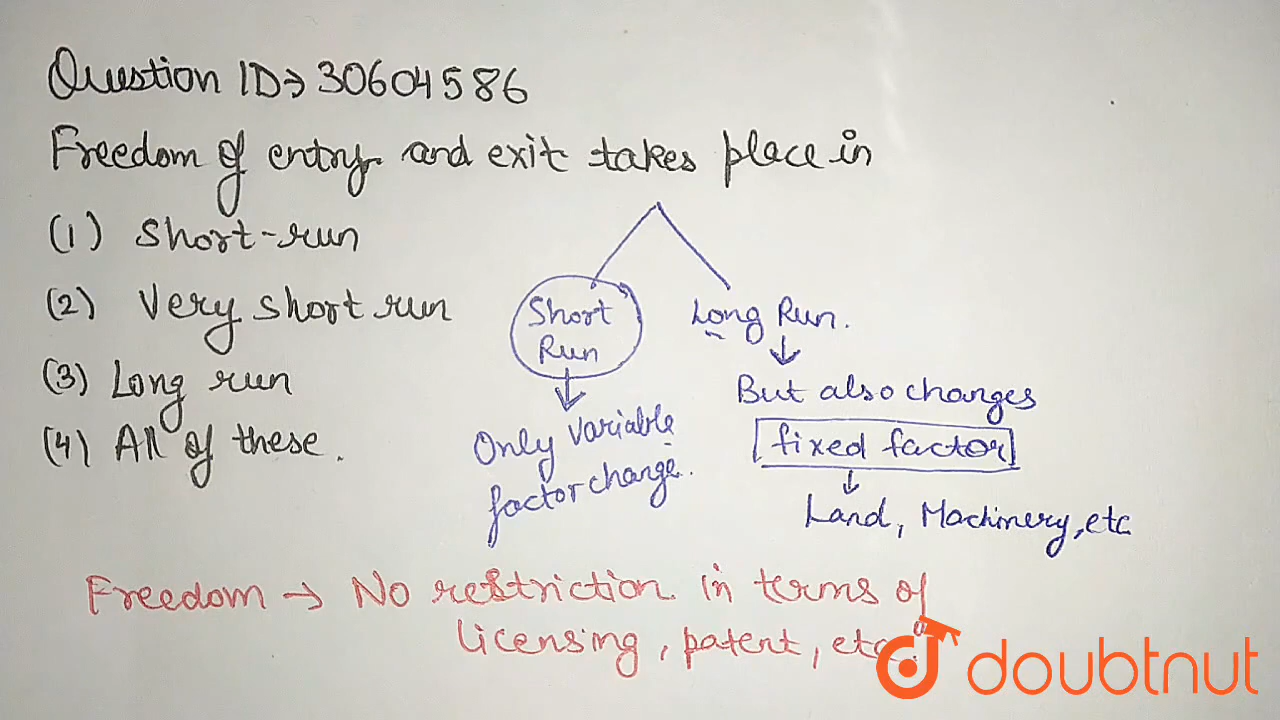 Question ID → 30604586
Freedom of entry and exit takes place in
(1) Short-run
(2) Very short run
(3) Long run
(4) All of these.
Short
Run
Only variable
factor change.
Long Run.
But also changes
fixed factor
Land, Machinery, etc
Freedom → No restriction in terms of
licensing, patent, etc.
doubtnut